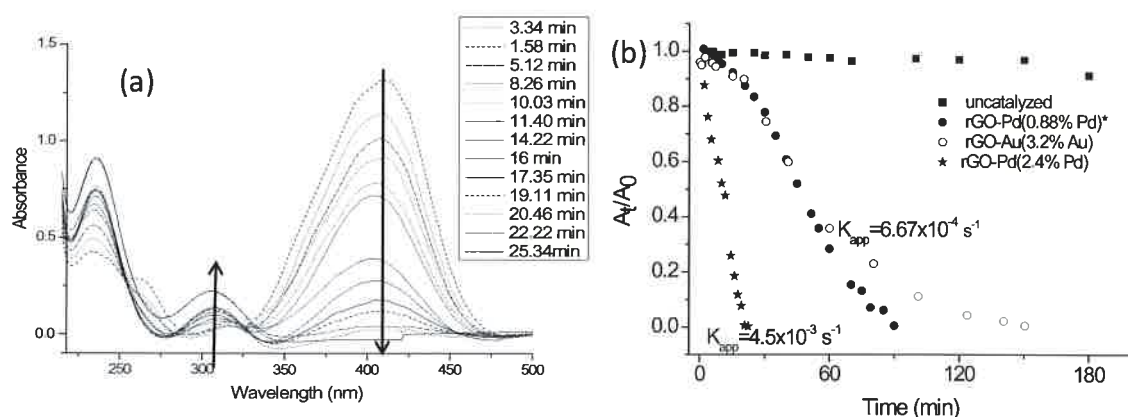 (a)
1.5
1.0
0.5
0.0
Absorbance
250
300
350
400
450
500
Wavelength (nm)
3.34 min
1.58 min
5.12 min
8.26 min
10.03 min
11.40 min
14.22 min
16 min
17.35 min
19.11 min
20.46 min
22.22 min
25.34min
(b)
1.0
0.8
0.6
0.4
0.2
0.0
At/A0
uncatalyzed
rGO-Pd(0.88% Pd)*
rGO-Au(3.2% Au)
rGO-Pd(2.4% Pd)
Kapp=6.67x10-4 s-1
Kapp=4.5x10-3 s-1
0
60
120
180
Time (min)